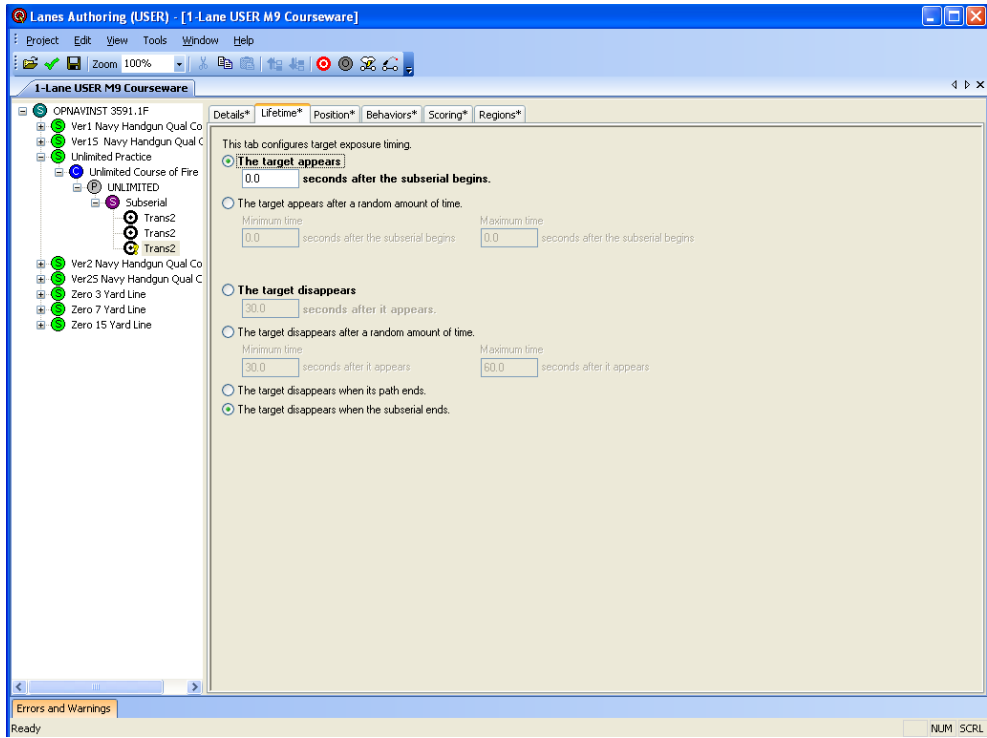 Lanes Authoring (USER) - [1-Lane USER M9 Courseware]
Project Edit View Tools Window Help
Zoom 100%
1-Lane USER M9 Courseware
S OPNAVINST 3591.1F
S Ver1 Navy Handgun Qual Co
S Ver1S Navy Handgun Qual C
S Unlimited Practice
C Unlimited Course of Fire
P UNLIMITED
S Subserial
Trans2
Trans2
Trans2
S Ver2 Navy Handgun Qual Co
S Ver2S Navy Handgun Qual C
S Zero 3 Yard Line
S Zero 7 Yard Line
S Zero 15 Yard Line
Details* Lifetime* Position* Behaviors* Scoring* Regions*
This tab configures target exposure timing.
The target appears
0.0 seconds after the subserial begins.
The target appears after a random amount of time.
Minimum time Maximum time
0.0 seconds after the subserial begins 0.0 seconds after the subserial begins
The target disappears
30.0 seconds after it appears.
The target disappears after a random amount of time.
Minimum time Maximum time
30.0 seconds after it appears 60.0 seconds after it appears
The target disappears when its path ends.
The target disappears when the subserial ends.
Errors and Warnings
Ready NUM SCRL